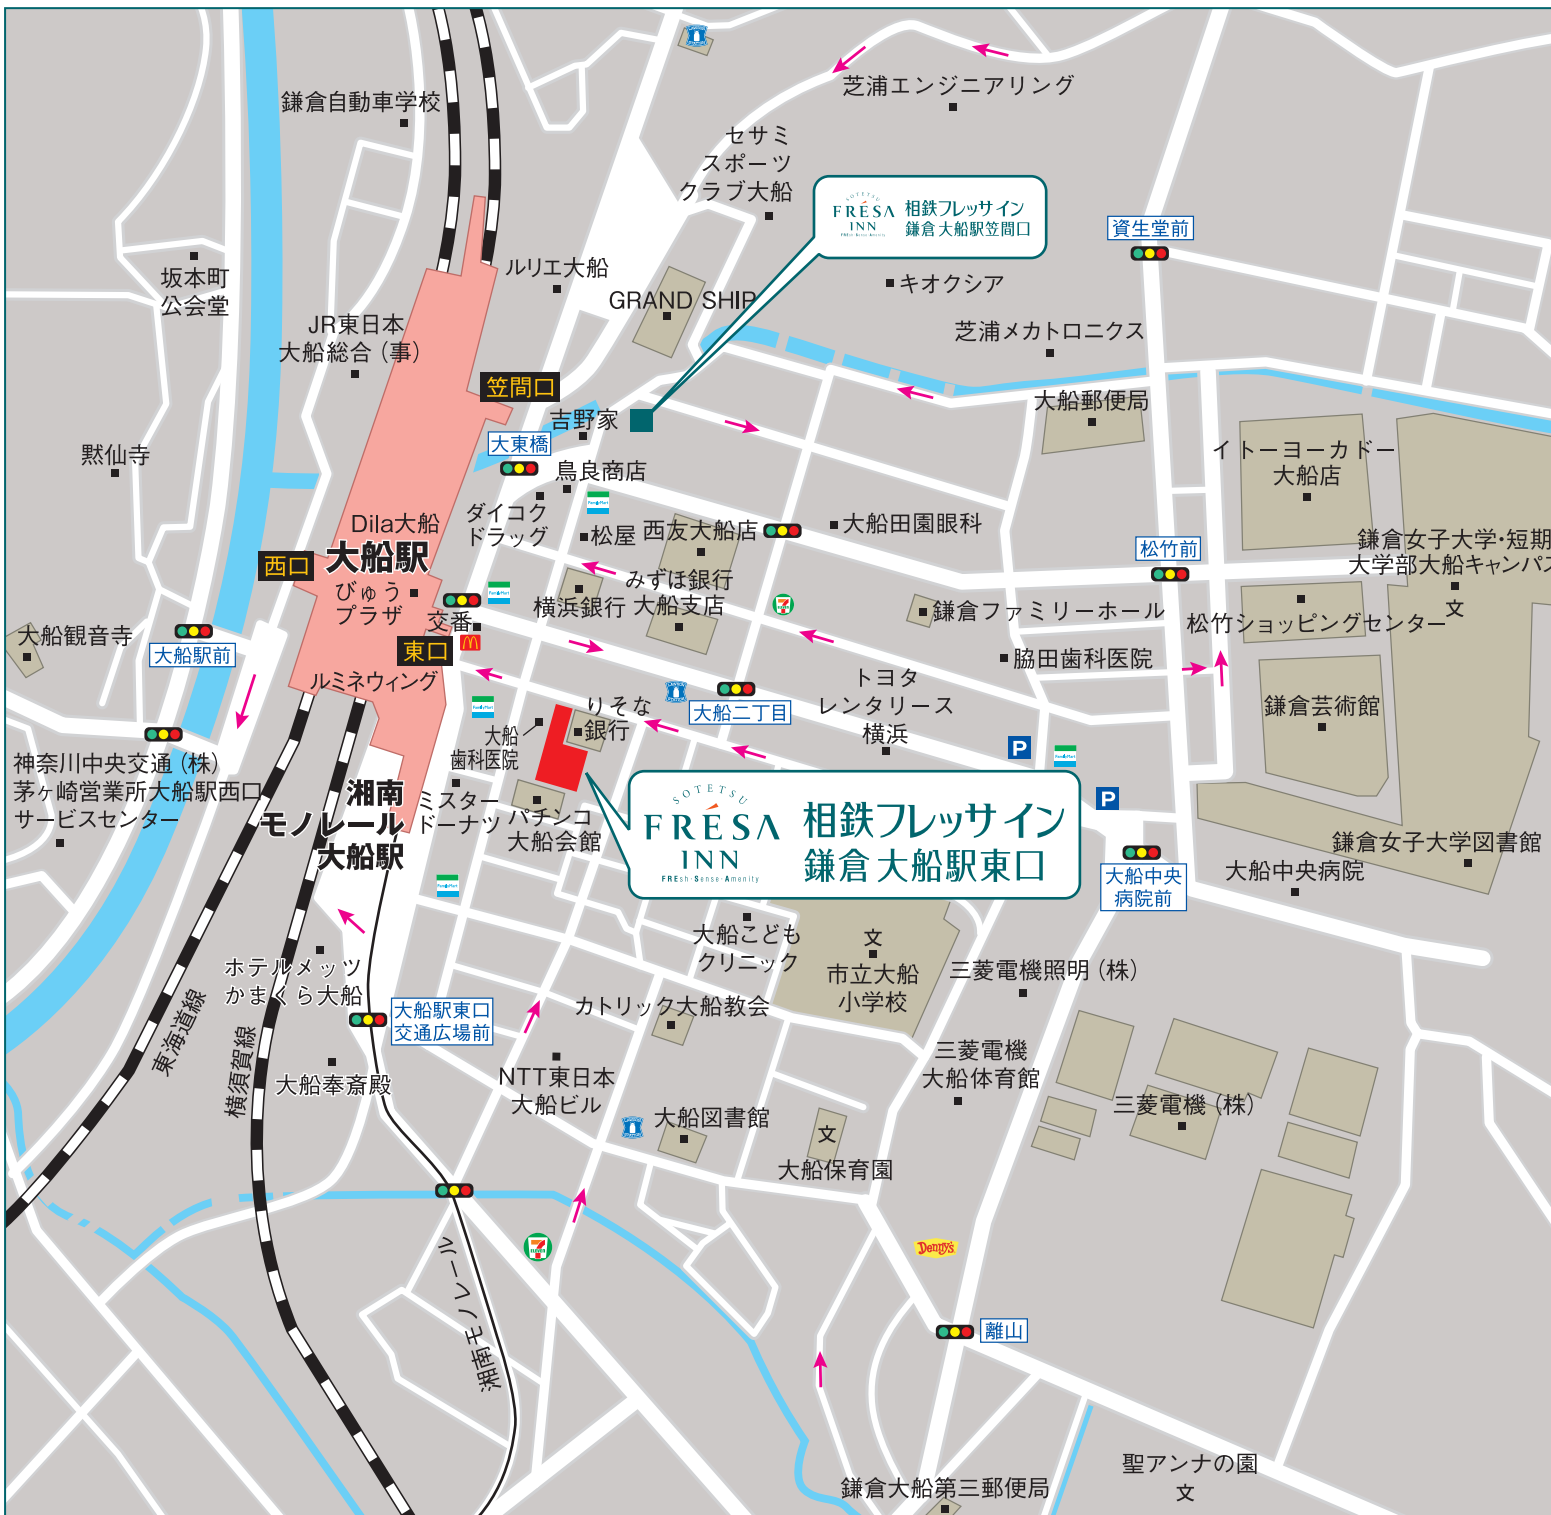 芝浦エンジニアリング
鎌倉自動車学校
セサミ
スポーツ
クラブ大船
SOTETSU
FRESA
INN
FREsh・Sense・Amenity
相鉄フレッサイン
鎌倉 大船駅笠間口
資生堂前
坂本町
公会堂
ルリエ大船
GRAND SHIP
キオクシア
JR東日本
大船総合（事）
芝浦メカトロニクス
笠間口
大船郵便局
吉野家
大東橋
イトーヨーカドー
大船店
黙仙寺
鳥良商店
FamilyMart
ダイコク
ドラッグ
松屋
西友大船店
大船田園眼科
Dila大船
大船駅
西口
松竹前
鎌倉女子大学・短期
大学部大船キャンパス
文
びゅう
プラザ
FamilyMart
交番
横浜銀行
みずほ銀行
大船支店
7
鎌倉ファミリーホール
松竹ショッピングセンター
大船観音寺
大船駅前
東口
脇田歯科医院
ルミネウィング
トヨタ
レンタリース
横浜
FamilyMart
りそな
銀行
大船二丁目
鎌倉芸術館
大船
歯科医院
P
FamilyMart
神奈川中央交通（株）
茅ヶ崎営業所大船駅西口
サービスセンター
湘南
モノレール
大船駅
ミスター
ドーナツ
パチンコ
大船会館
SOTETSU
FRESA
INN
FREsh・Sense・Amenity
相鉄フレッサイン
鎌倉 大船駅東口
P
鎌倉女子大学図書館
大船中央
病院前
大船中央病院
FamilyMart
大船こども
クリニック
文
市立大船
小学校
三菱電機照明（株）
ホテルメッツ
かまくら大船
大船駅東口
交通広場前
カトリック大船教会
東海道線
横須賀線
大船奉斎殿
NTT東日本
大船ビル
三菱電機
大船体育館
三菱電機（株）
大船図書館
文
大船保育園
7
ELEVEN
Denny's
湘南モノレール
離山
聖アンナの園
文
鎌倉大船第三郵便局